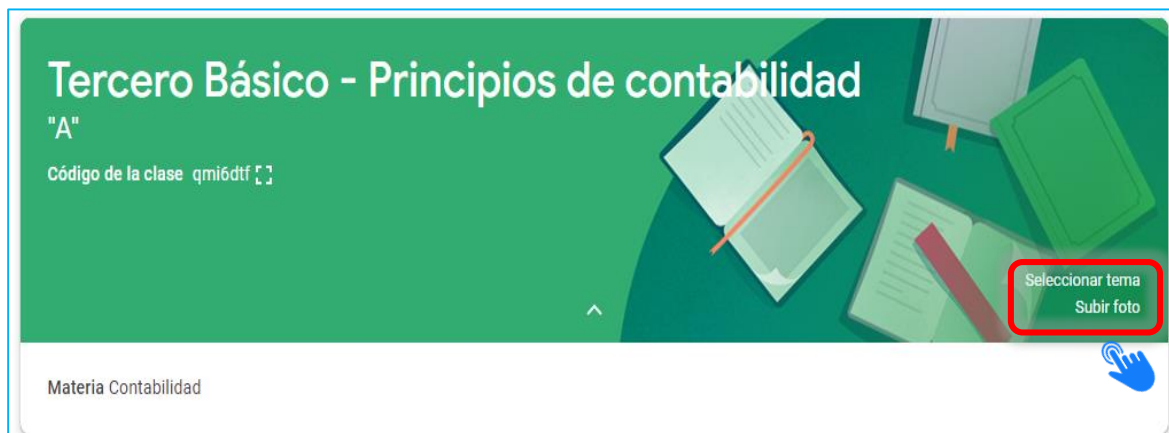 Tercero Básico - Principios de contabilidad
"A"
Código de la clase qmi6dtf
Seleccionar tema
Subir foto
Materia Contabilidad